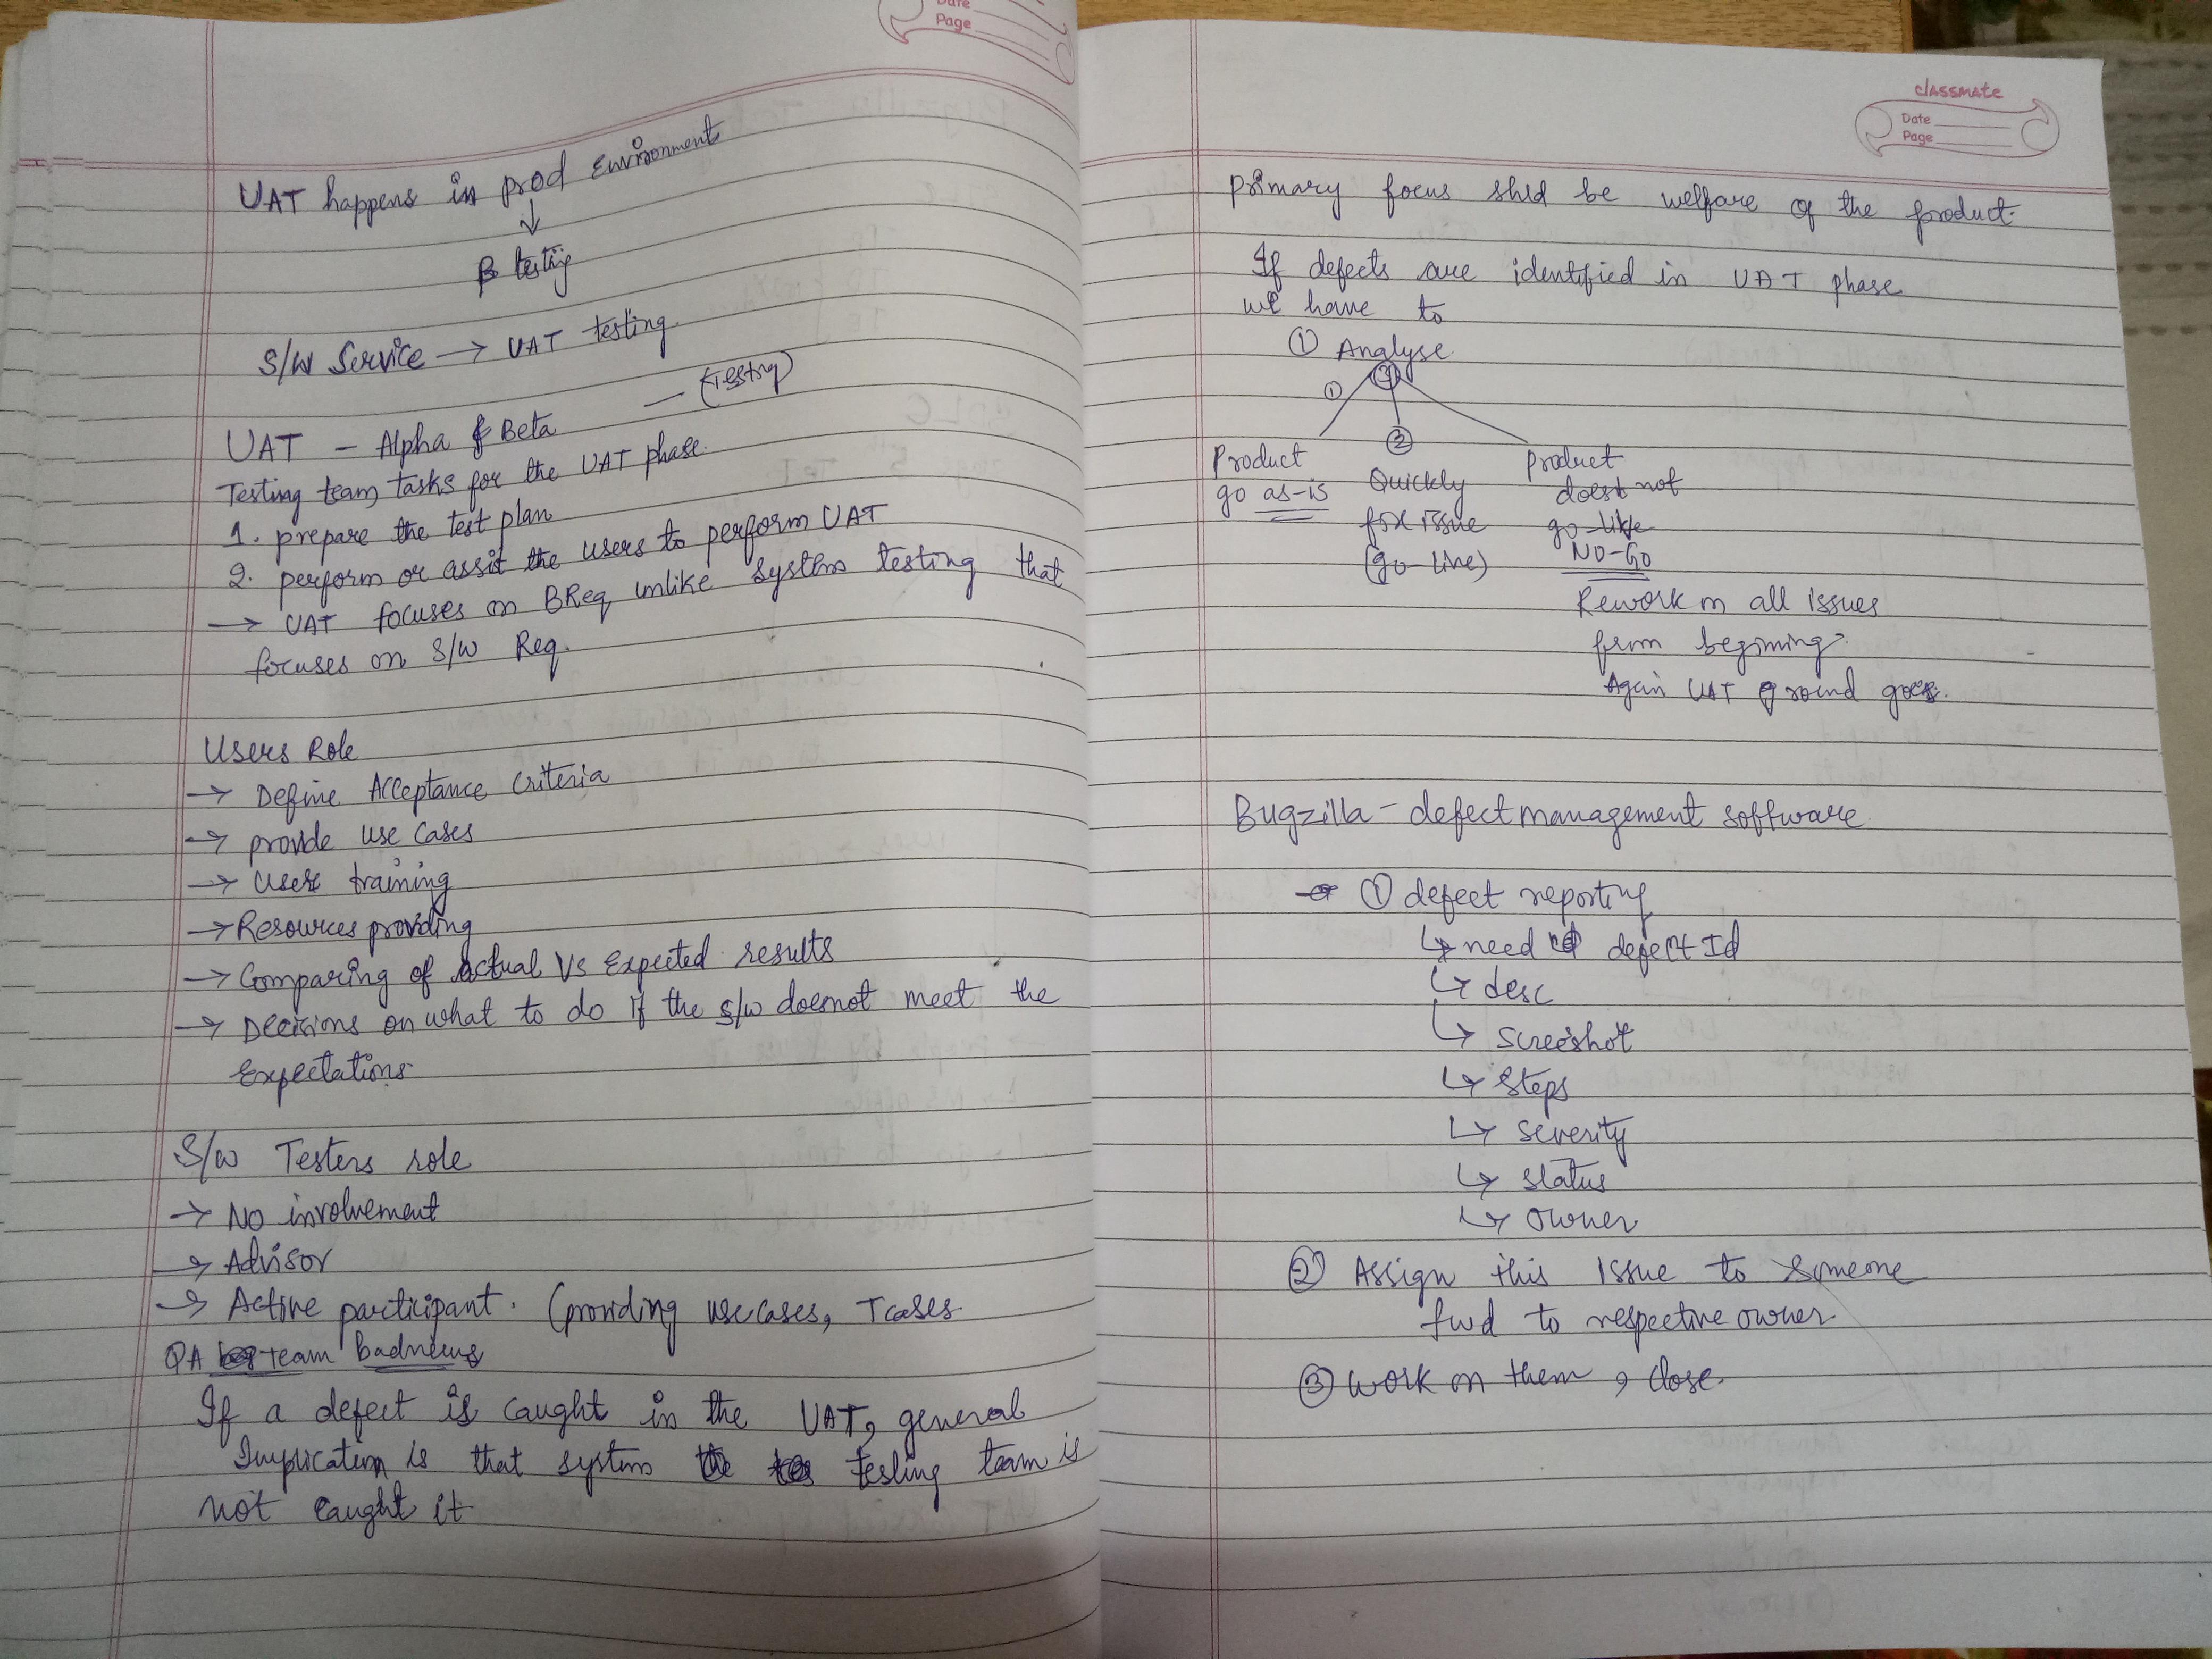 Date
Page
UAT happens in prod Environment
↓
β testing
S/W Service → UAT testing.
UAT - Alpha & Beta — (Testing)
Testing team tasks for the UAT phase.
1. prepare the test plan
2. perform or assit the users to perform UAT
→ UAT focuses on BReq unlike system testing that
focuses on S/W Req.
Users Role
→ Define Acceptance Criteria
→ provide use cases
→ User training
→ Resources providing
→ Comparing of actual Vs Expected results
→ Decisions on what to do if the s/w doesnot meet the
Expectations
S/W Testers role
→ No involvement
→ Advisor
→ Active participant. (providing usecases, Tcases
QA team badnews
If a defect is caught in the UAT, general
Implication is that system testing team is
not caught it
classmate
Date
Page
primary focus shld be welfare of the product.
If defects are identified in UAT phase
we have to
① Analyse.
①
②
Product
go as-is
Quickly
fix issue
(go-live)
product
does not
go-live
NO-GO
Rework on all issues
from begining.
Again UAT round goes.
Bugzilla - defect management software
① defect reporting
↳ need defect Id
↳ desc
↳ screeshot
↳ steps
↳ severity
↳ status
↳ owner
② Assign this issue to someone
fwd to respective owner.
③ work on them, close.